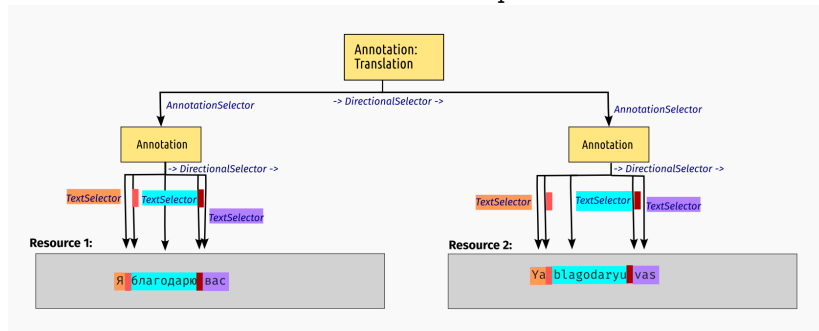 Annotation:
Translation
-> DirectionalSelector ->
AnnotationSelector
AnnotationSelector
Annotation
Annotation
-> DirectionalSelector ->
-> DirectionalSelector ->
TextSelector
TextSelector
TextSelector
TextSelector
TextSelector
TextSelector
Resource 1:
Resource 2:
Я благодарю вас
Ya blagodaryu vas